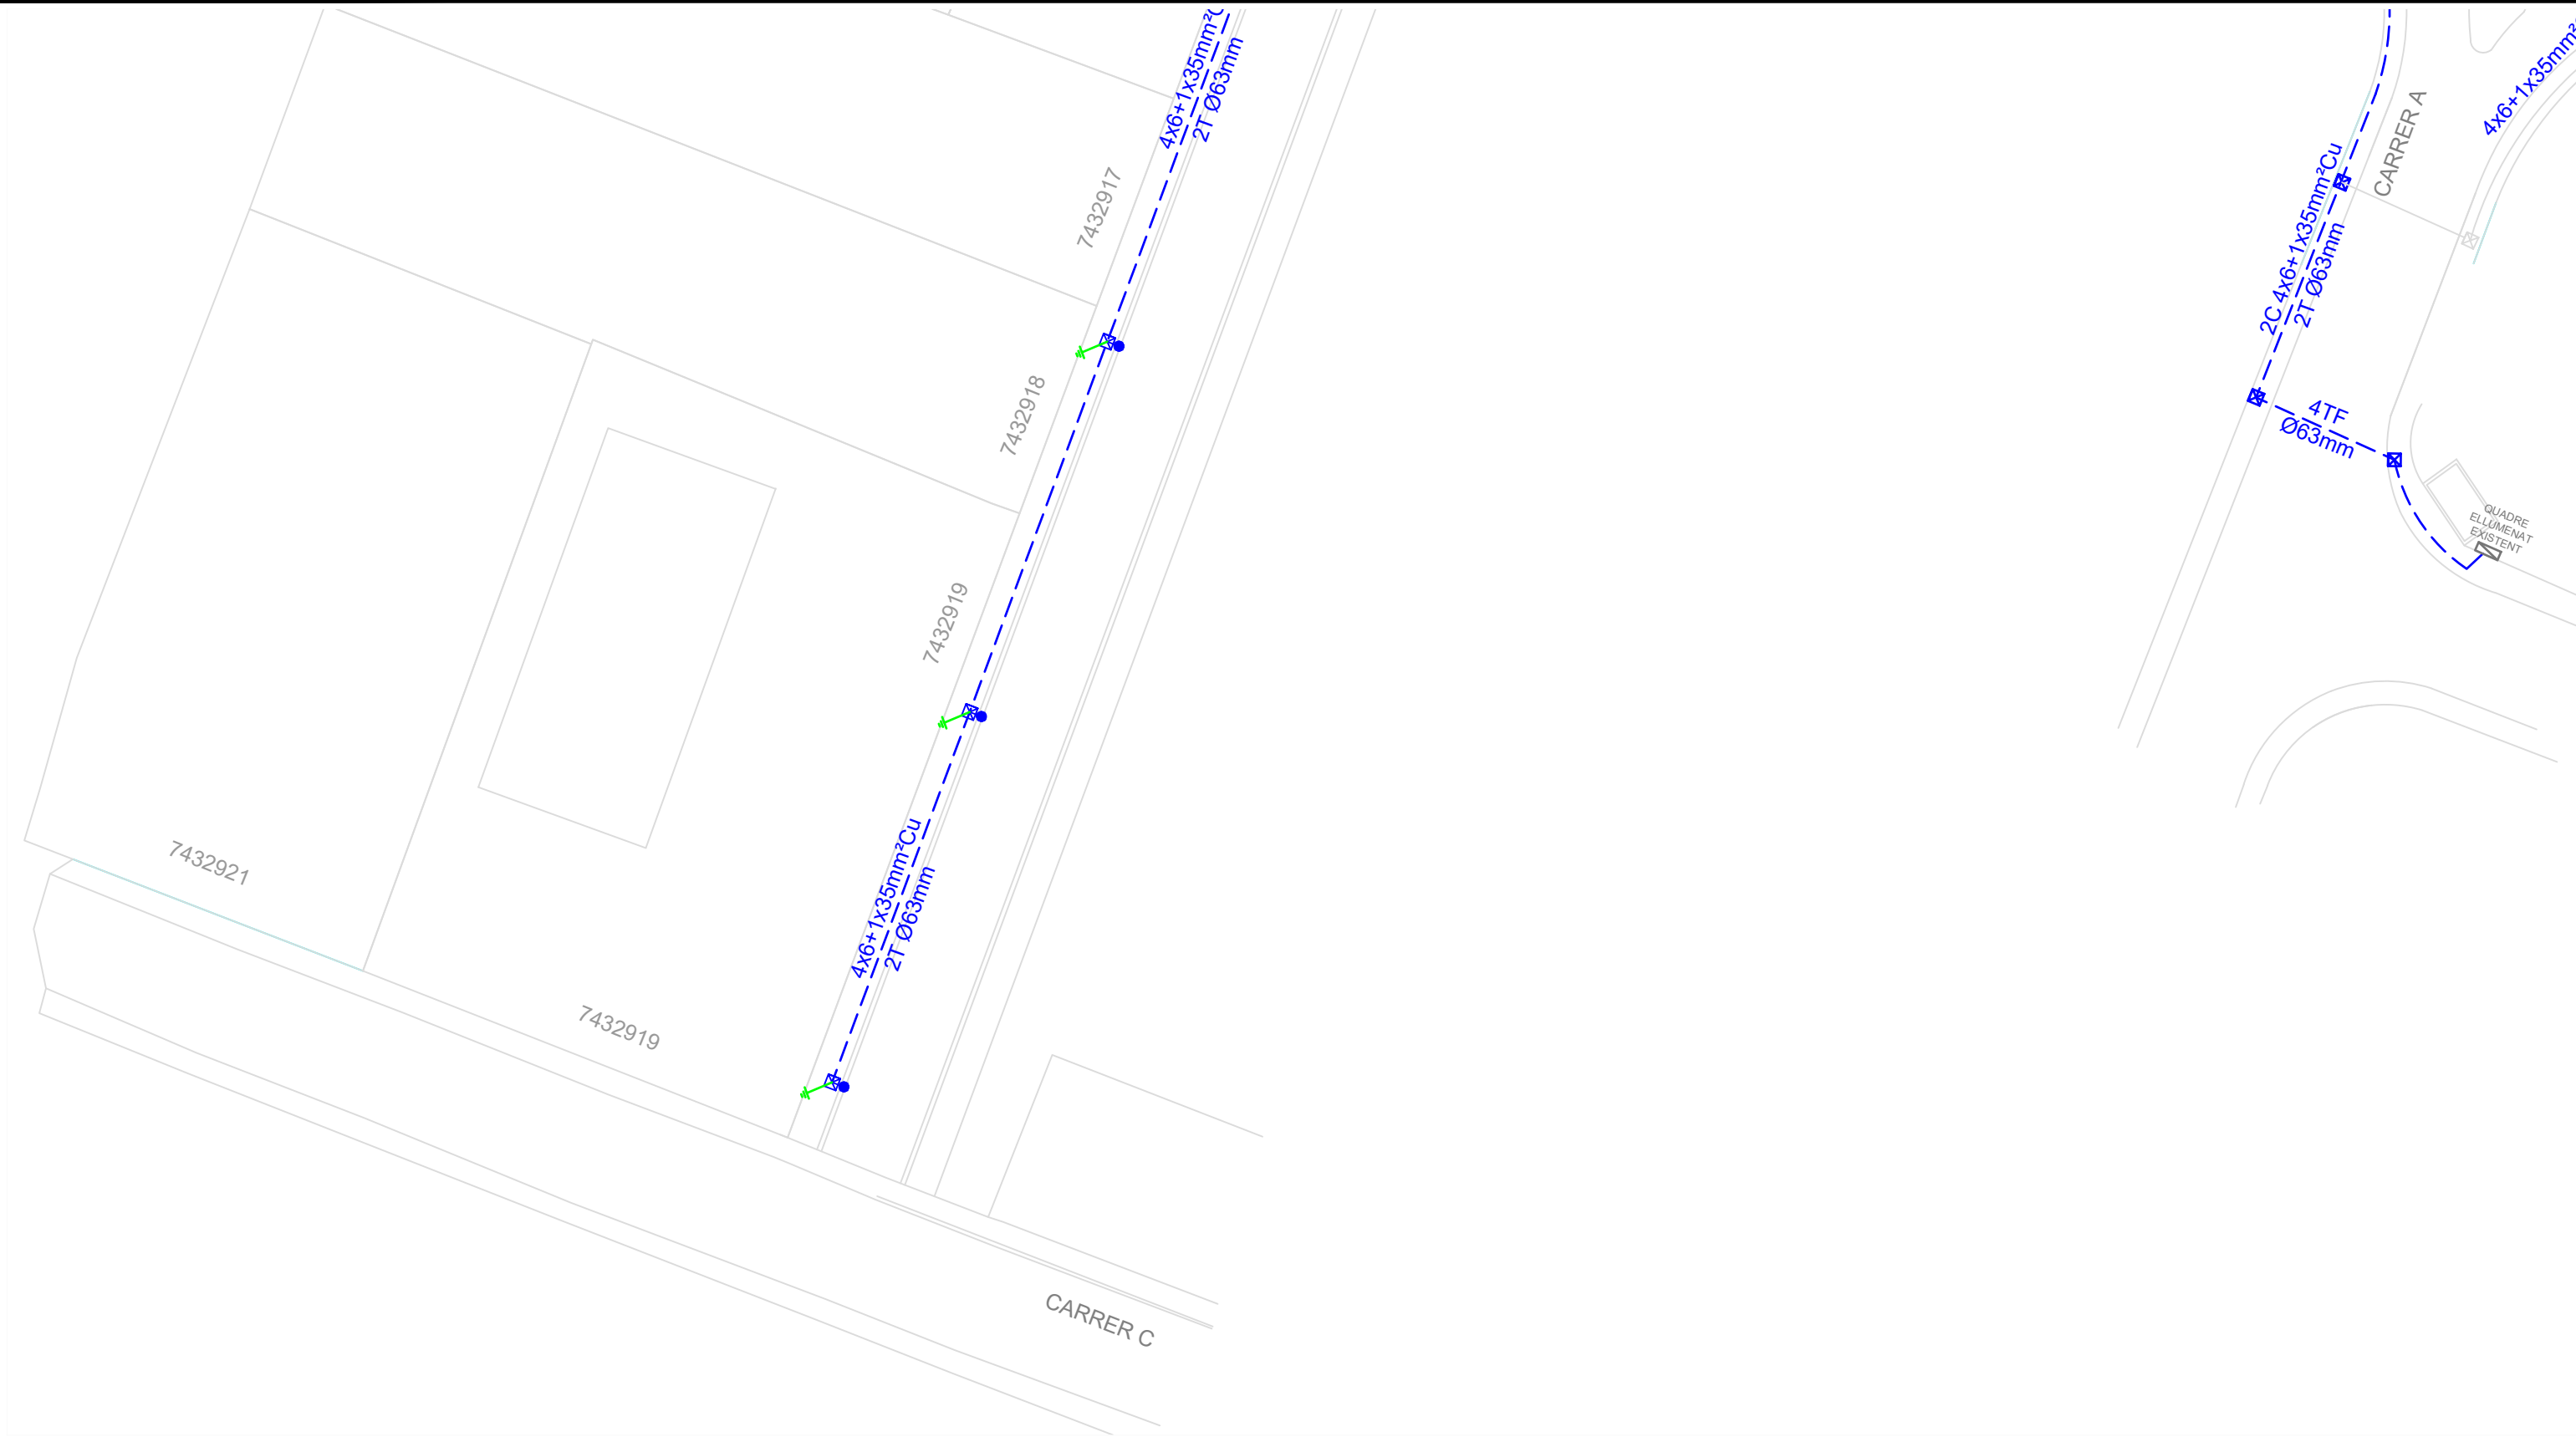 4x6+1x35mm²C
2T Ø63mm
7432917
7432918
7432919
4x6+1x35mm²Cu
2T Ø63mm
7432921
7432919
CARRER C
4x6+1x35mm²
CARRER A
2C 4x6+1x35mm²Cu
2T Ø63mm
4TF
Ø63mm
QUADRE
ELLUMENAT
EXISTENT